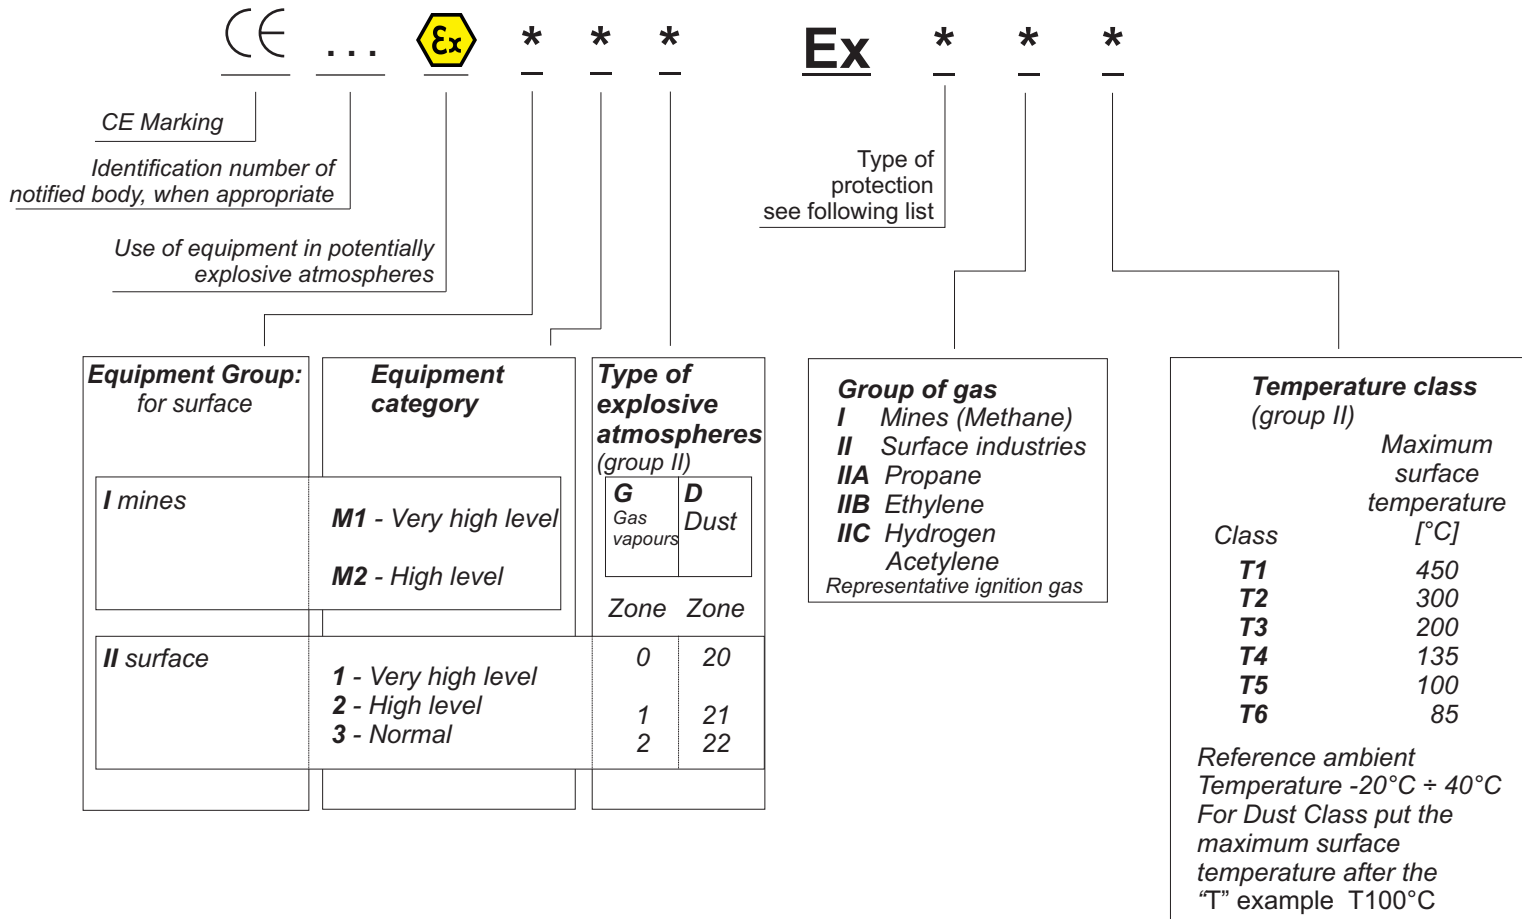 CE ... Ex * * * Ex * * *
CE Marking
Identification number of
notified body, when appropriate
Use of equipment in potentially
explosive atmospheres
Type of
protection
see following list
Equipment Group:
for surface
Equipment
category
Type of
explosive
atmospheres
(group II)
I mines
M1 - Very high level
M2 - High level
G
Gas
vapours
D
Dust
Zone Zone
II surface
1 - Very high level
2 - High level
3 - Normal
0 20
1 21
2 22
Group of gas
I Mines (Methane)
II Surface industries
IIA Propane
IIB Ethylene
IIC Hydrogen
Acetylene
Representative ignition gas
Temperature class
(group II)
Maximum
surface
temperature
Class [°C]
T1 450
T2 300
T3 200
T4 135
T5 100
T6 85
Reference ambient
Temperature -20°C ÷ 40°C
For Dust Class put the
maximum surface
temperature after the
“T” example T100°C